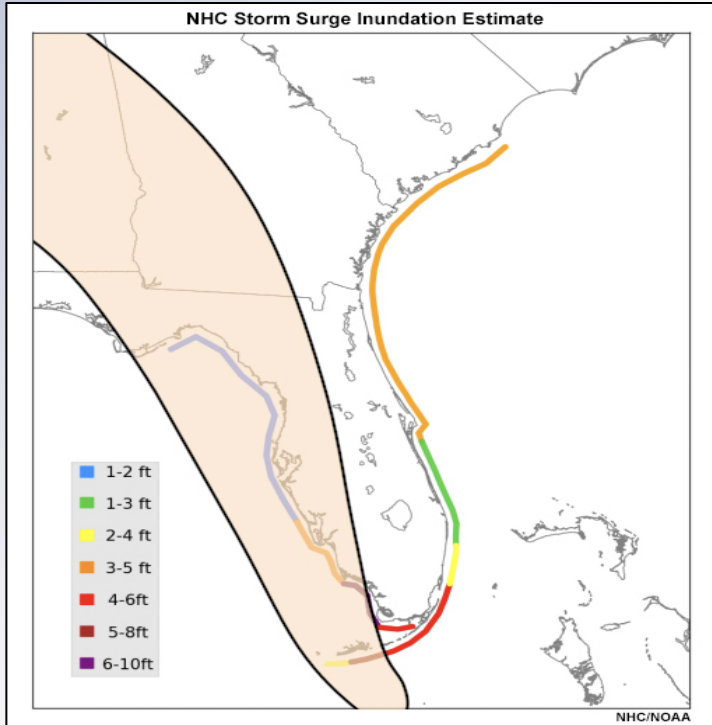 NHC Storm Surge Inundation Estimate
1-2 ft
1-3 ft
2-4 ft
3-5 ft
4-6ft
5-8ft
6-10ft
NHC/NOAA